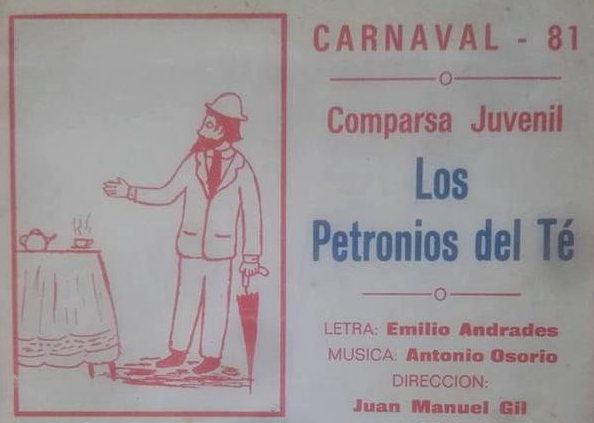 CARNAVAL - 81
Comparsa Juvenil
Los
Petronios del Té
LETRA: Emilio Andrades
MUSICA: Antonio Osorio
DIRECCION:
Juan Manuel Gil